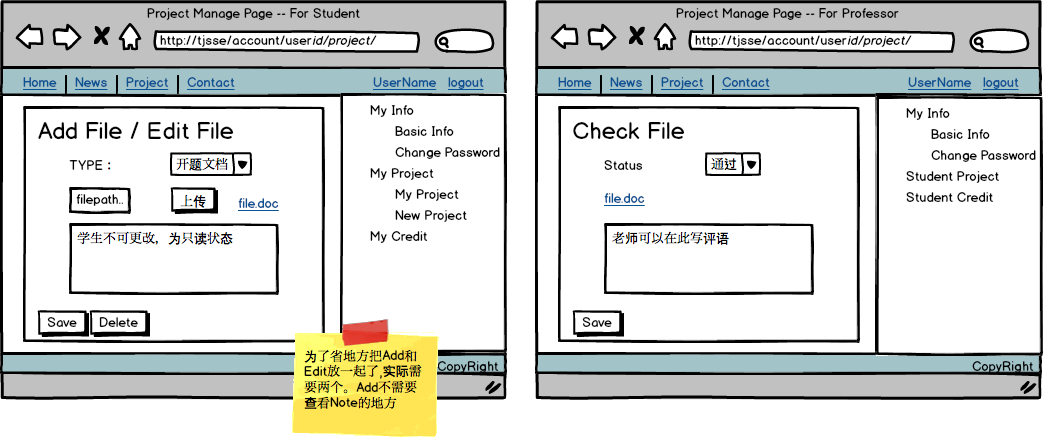 Project Manage Page -- For Student
http://tjsse/account/userid/project/
Home News Project Contact UserName logout
Add File / Edit File
TYPE：
开题文档
filepath..
上传
file.doc
学生不可更改，为只读状态
Save
Delete
My Info
Basic Info
Change Password
My Project
My Project
New Project
My Credit
为了省地方把Add和
Edit放一起了,实际需
要两个。Add不需要
查看Note的地方
CopyRight
Project Manage Page -- For Professor
http://tjsse/account/userid/project/
Home News Project Contact UserName logout
Check File
Status
通过
file.doc
老师可以在此写评语
Save
My Info
Basic Info
Change Password
Student Project
Student Credit
CopyRight